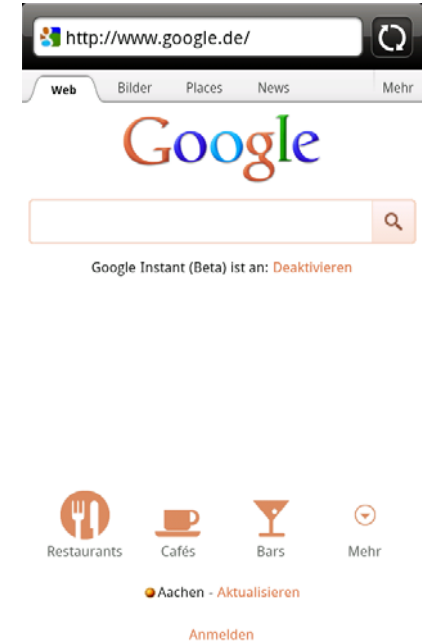 http://www.google.de/
Web Bilder Places News Mehr
Google
Google Instant (Beta) ist an: Deaktivieren
Restaurants Cafés Bars Mehr
Aachen - Aktualisieren
Anmelden